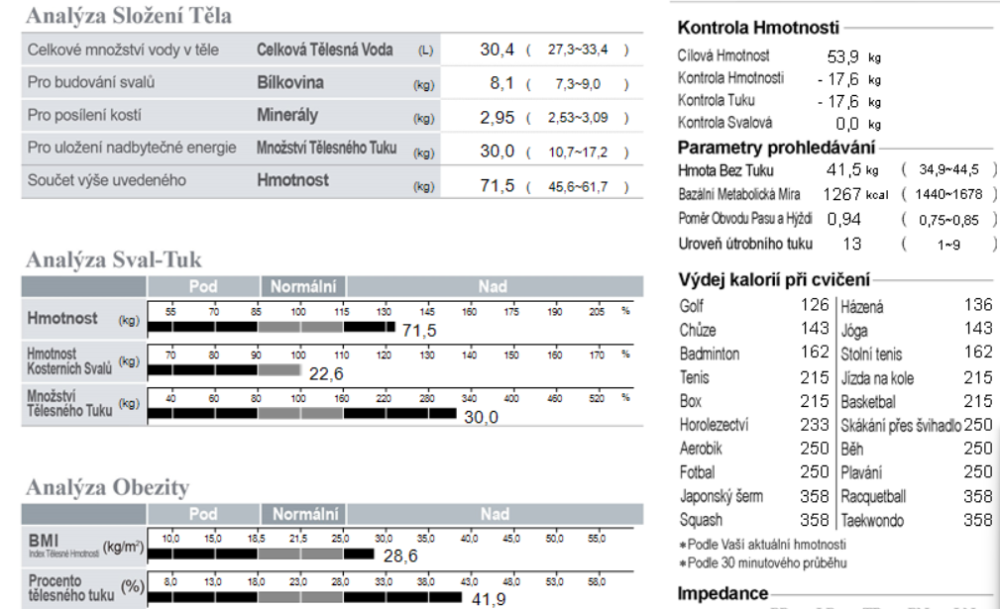 Analýza Složení Těla
Celkové množství vody v těle Celková Tělesná Voda (L) 30,4 ( 27,3~33,4 )
Pro budování svalů Bílkovina (kg) 8,1 ( 7,3~9,0 )
Pro posílení kostí Minerály (kg) 2,95 ( 2,53~3,09 )
Pro uložení nadbytečné energie Množství Tělesného Tuku (kg) 30,0 ( 10,7~17,2 )
Součet výše uvedeného Hmotnost (kg) 71,5 ( 45,6~61,7 )
Analýza Sval-Tuk
Pod Normální Nad
Hmotnost (kg) 55 70 85 100 115 130 145 160 175 190 205 %
71,5
Hmotnost Kosterních Svalů (kg) 70 80 90 100 110 120 130 140 150 160 170 %
22,6
Množství Tělesného Tuku (kg) 40 60 80 100 160 220 280 340 400 460 520 %
30,0
Analýza Obezity
Pod Normální Nad
BMI Index Tělesné Hmotnosti (kg/m²) 10,0 15,0 18,5 21,5 25,0 30,0 35,0 40,0 45,0 50,0 55,0
28,6
Procento tělesného tuku (%) 8,0 13,0 18,0 23,0 28,0 33,0 38,0 43,0 48,0 53,0 58,0
41,9
Kontrola Hmotnosti
Cílová Hmotnost 53,9 kg
Kontrola Hmotnosti - 17,6 kg
Kontrola Tuku - 17,6 kg
Kontrola Svalová 0,0 kg
Parametry prohledávání
Hmota Bez Tuku 41,5 kg ( 34,9~44,5 )
Bazální Metabolická Míra 1267 kcal ( 1440~1678 )
Poměr Obvodu Pasu a Hýždí 0,94 ( 0,75~0,85 )
Uroveň útrobního tuku 13 ( 1~9 )
Výdej kalorií při cvičení
Golf 126 Házená 136
Chůze 143 Jóga 143
Badminton 162 Stolní tenis 162
Tenis 215 Jízda na kole 215
Box 215 Basketbal 215
Horolezectví 233 Skákání přes švihadlo 250
Aerobik 250 Běh 250
Fotbal 250 Plavání 250
Japonský šerm 358 Racquetball 358
Squash 358 Taekwondo 358
*Podle Vaší aktuální hmotnosti
*Podle 30 minutového průběhu
Impedance